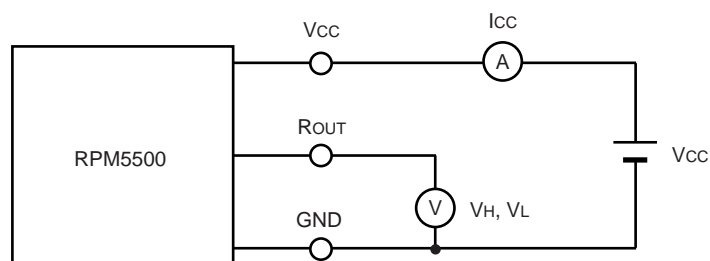 ICC
VCC
A
ROUT
RPM5500
VCC
V
VH, VL
GND